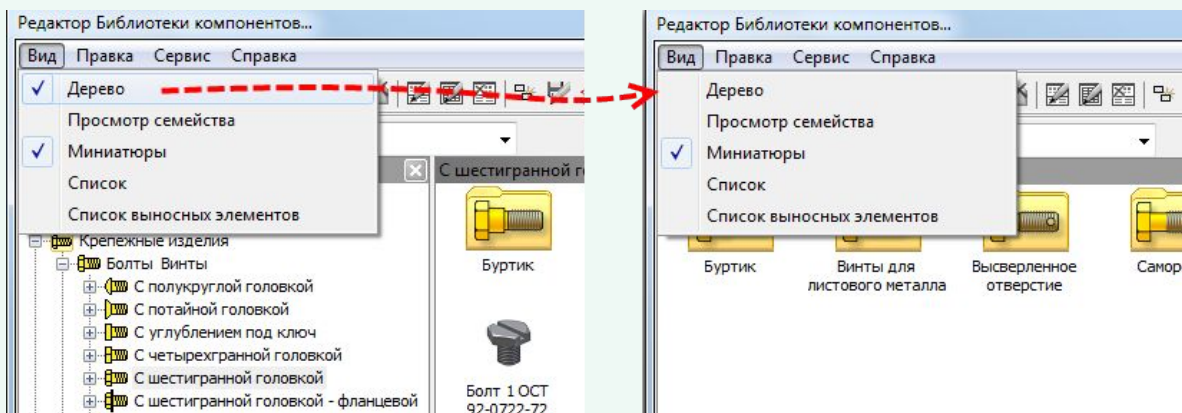 Редактор Библиотеки компонентов...
Вид Правка Сервис Справка
Дерево
Просмотр семейства
Миниатюры
Список
Список выносных элементов
С шестигранной г
Крепежные изделия
Болты Винты
С полукруглой головкой
С потайной головкой
С углублением под ключ
С четырехгранной головкой
С шестигранной головкой
С шестигранной головкой - фланцевой
Буртик
Болт 1 ОСТ
92-0722-72
Редактор Библиотеки компонентов...
Вид Правка Сервис Справка
Дерево
Просмотр семейства
Миниатюры
Список
Список выносных элементов
Буртик
Винты для
листового металла
Высверленное
отверстие
Самор